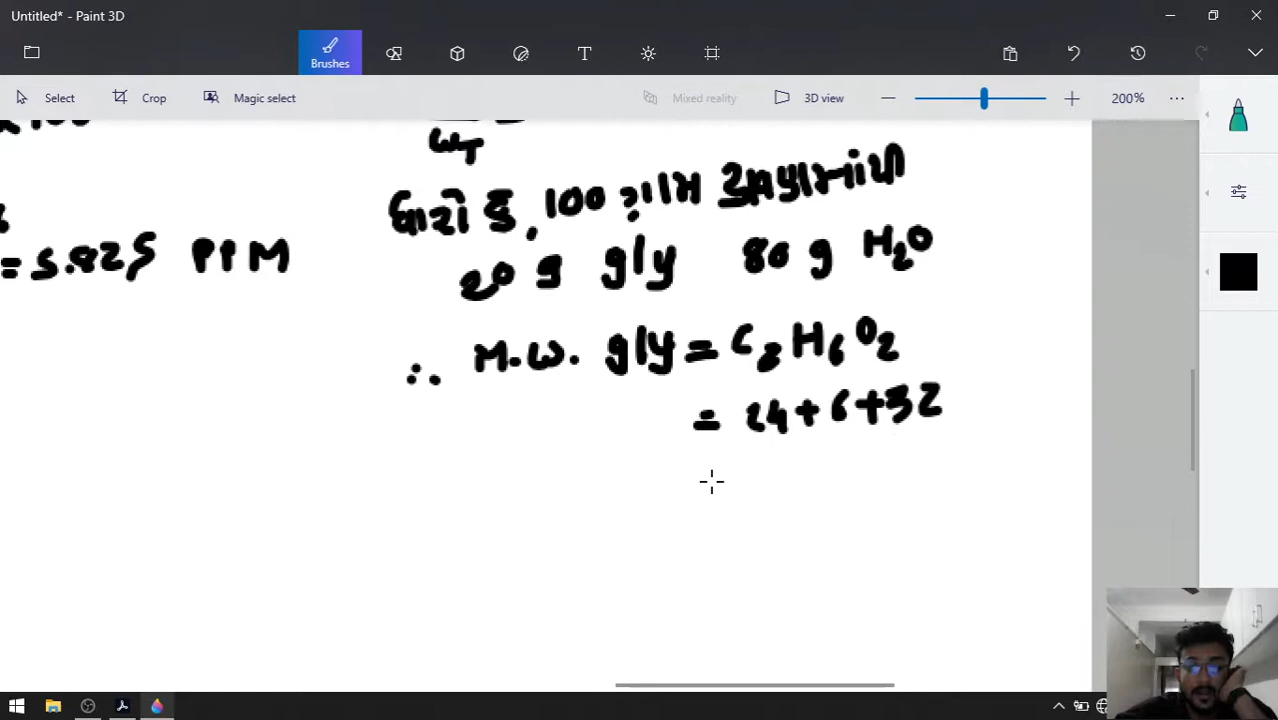 Untitled* - Paint 3D
Brushes
Select
Crop
Magic select
Mixed reality
3D view
200%
ધારો કે, 100 ગ્રામ દ્રાવણમાં
= 5.925 PPM
20 g gly 80 g H₂O
∴ M.W. gly = C₂H₆O₂
= 24 + 6 + 32